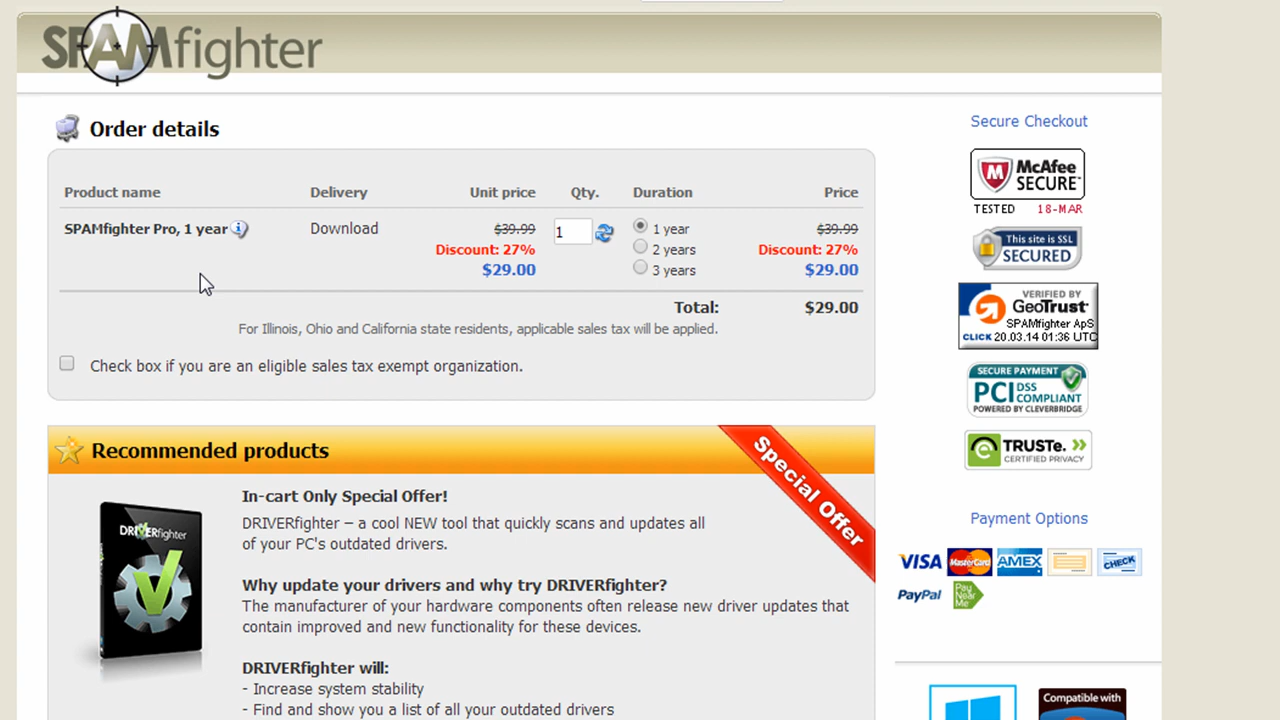 SPAMfighter
Order details
Product name Delivery Unit price Qty. Duration Price
SPAMfighter Pro, 1 year Download $39.99 1 1 year $39.99
Discount: 27% 2 years Discount: 27%
$29.00 3 years $29.00
Total: $29.00
For Illinois, Ohio and California state residents, applicable sales tax will be applied.
Check box if you are an eligible sales tax exempt organization.
Recommended products
Special Offer
In-cart Only Special Offer!
DRIVERfighter – a cool NEW tool that quickly scans and updates all
of your PC's outdated drivers.
Why update your drivers and why try DRIVERfighter?
The manufacturer of your hardware components often release new driver updates that
contain improved and new functionality for these devices.
DRIVERfighter will:
- Increase system stability
- Find and show you a list of all your outdated drivers
DRIVERfighter
Secure Checkout
McAfee
SECURE™
TESTED 18-MAR
This site is SSL
SECURED
VERIFIED BY
GeoTrust
SPAMfighter ApS
CLICK 20.03.14 01:36 UTC
SECURE PAYMENT
PCI DSS
COMPLIANT
POWERED BY CLEVERBRIDGE
TRUSTe.
CERTIFIED PRIVACY
Payment Options
VISA MasterCard AMEX CHECK
PayPal Pay Near Me
Compatible with